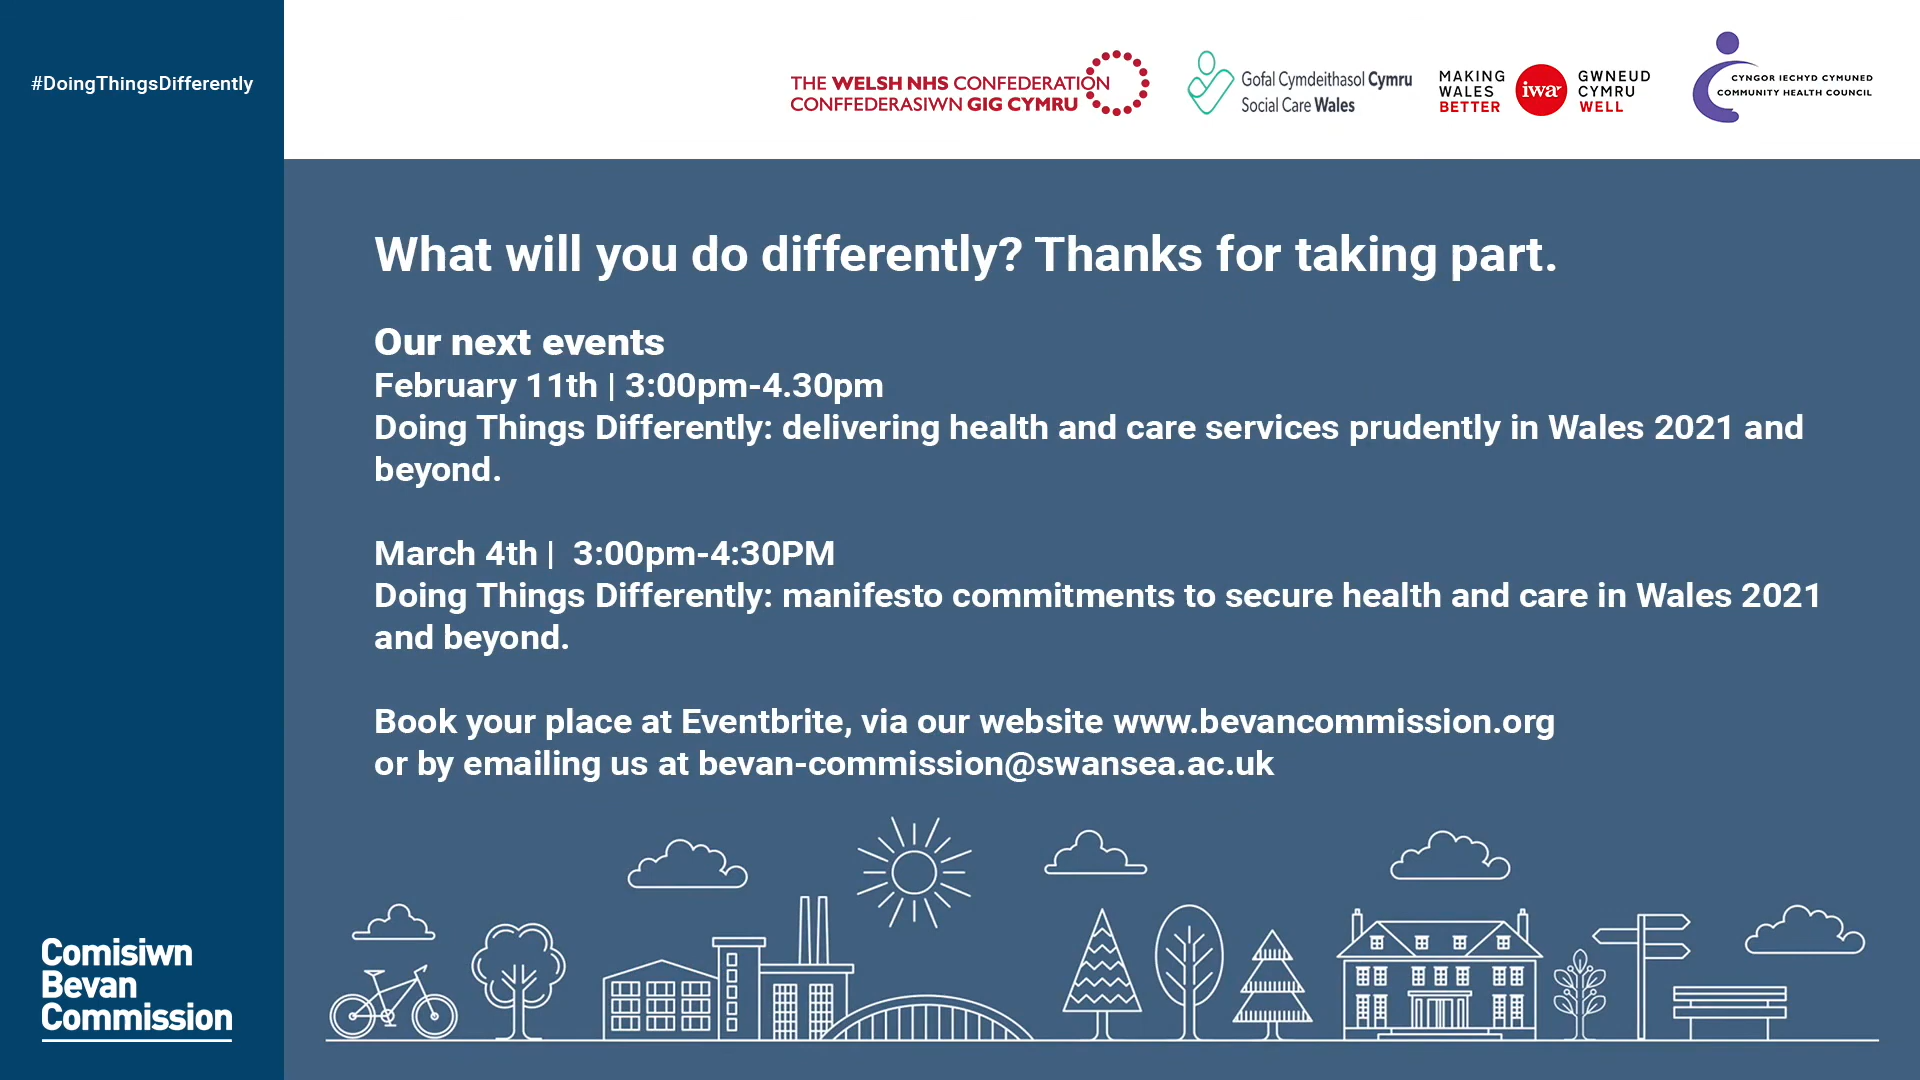 #DoingThingsDifferently
THE WELSH NHS CONFEDERATION
CONFFEDERASIWN GIG CYMRU
Gofal Cymdeithasol Cymru
Social Care Wales
MAKING
WALES
BETTER
iwa
GWNEUD
CYMRU
WELL
CYNGOR IECHYD CYMUNED
COMMUNITY HEALTH COUNCIL
What will you do differently? Thanks for taking part.
Our next events
February 11th | 3:00pm-4.30pm
Doing Things Differently: delivering health and care services prudently in Wales 2021 and
beyond.
March 4th |  3:00pm-4:30PM
Doing Things Differently: manifesto commitments to secure health and care in Wales 2021
and beyond.
Book your place at Eventbrite, via our website www.bevancommission.org
or by emailing us at bevan-commission@swansea.ac.uk
Comisiwn
Bevan
Commission